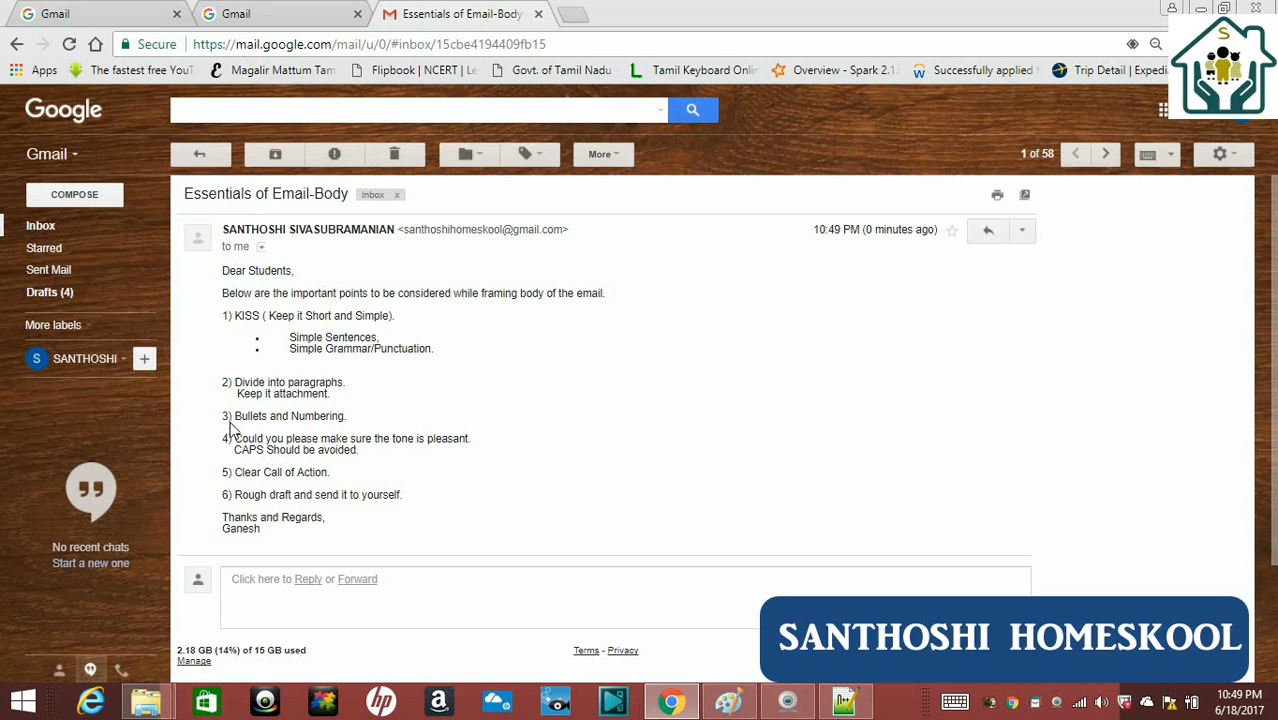 Gmail
Gmail
Essentials of Email-Body
Secure
https://mail.google.com/mail/u/0/#inbox/15cbe4194409fb15
Apps
The fastest free YouT
Magalir Mattum Tam
Flipbook | NCERT | Le
Govt. of Tamil Nadu
Tamil Keyboard Onlin
Overview - Spark 2.1.
Successfully applied f
Trip Detail | Expedi
S
Google
Gmail
More
1 of 58
COMPOSE
Inbox
Starred
Sent Mail
Drafts (4)
More labels
S SANTHOSHI
No recent chats
Start a new one
Essentials of Email-Body Inbox x
SANTHOSHI SIVASUBRAMANIAN <santhoshihomeskool@gmail.com>
10:49 PM (0 minutes ago)
to me
Dear Students,
Below are the important points to be considered while framing body of the email.
1) KISS ( Keep it Short and Simple).
• Simple Sentences,
• Simple Grammar/Punctuation.
2) Divide into paragraphs.
Keep it attachment.
3) Bullets and Numbering.
4) Could you please make sure the tone is pleasant.
CAPS Should be avoided.
5) Clear Call of Action.
6) Rough draft and send it to yourself.
Thanks and Regards,
Ganesh
Click here to Reply or Forward
2.18 GB (14%) of 15 GB used
Manage
Terms - Privacy
SANTHOSHI HOMESKOOL
10:49 PM
6/18/2017